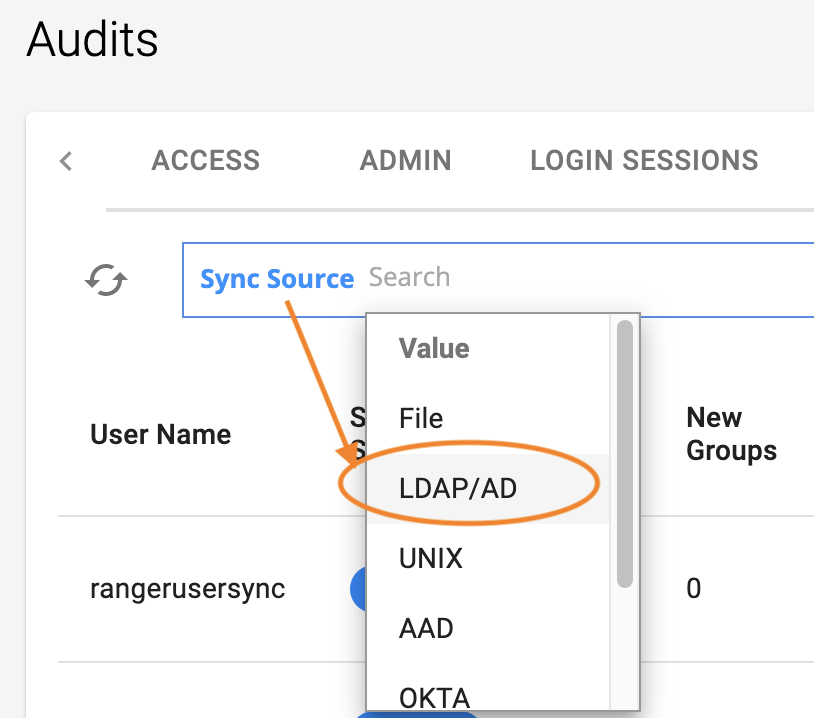 Audits
ACCESS ADMIN LOGIN SESSIONS
Sync Source Search
Value
File
LDAP/AD
UNIX
AAD
OKTA
User Name
New
Groups
rangerusersync
0